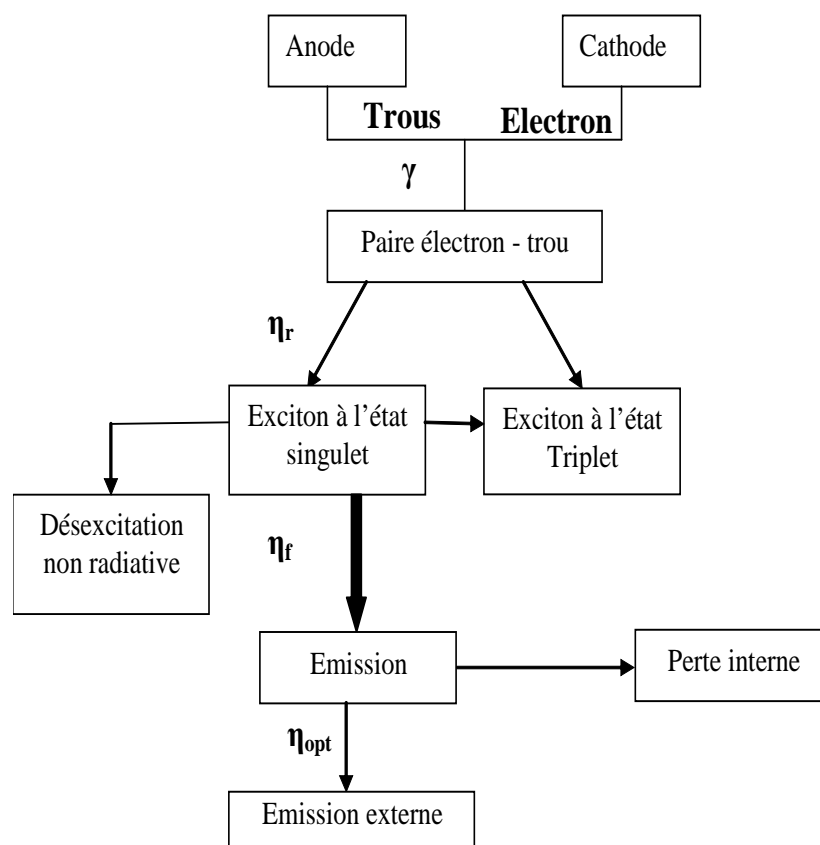 Anode
Cathode
Trous
Electron
γ
Paire électron - trou
ηr
Exciton à l’état
singulet
Exciton à l’état
Triplet
Désexcitation
non radiative
ηf
Emission
Perte interne
ηopt
Emission externe